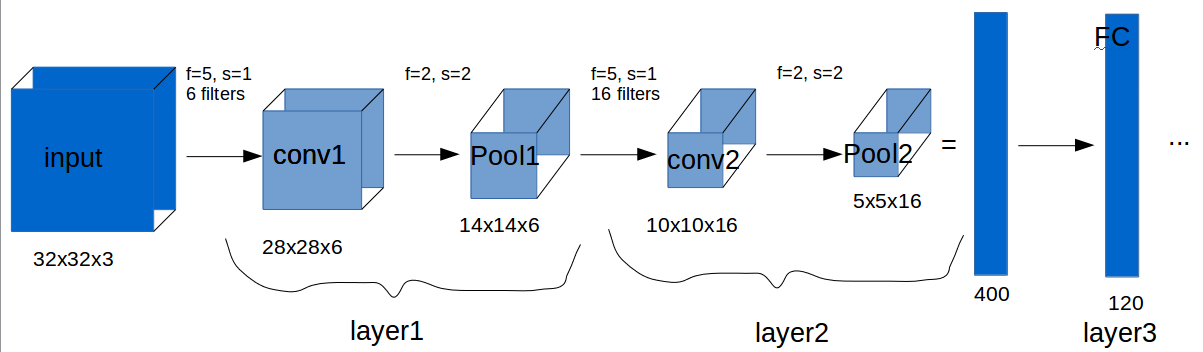 f=5, s=1
6 filters
f=2, s=2
f=5, s=1
16 filters
f=2, s=2
FC
input
conv1
Pool1
conv2
Pool2
=
...
32x32x3
28x28x6
14x14x6
10x10x16
5x5x16
400
120
layer1
layer2
layer3